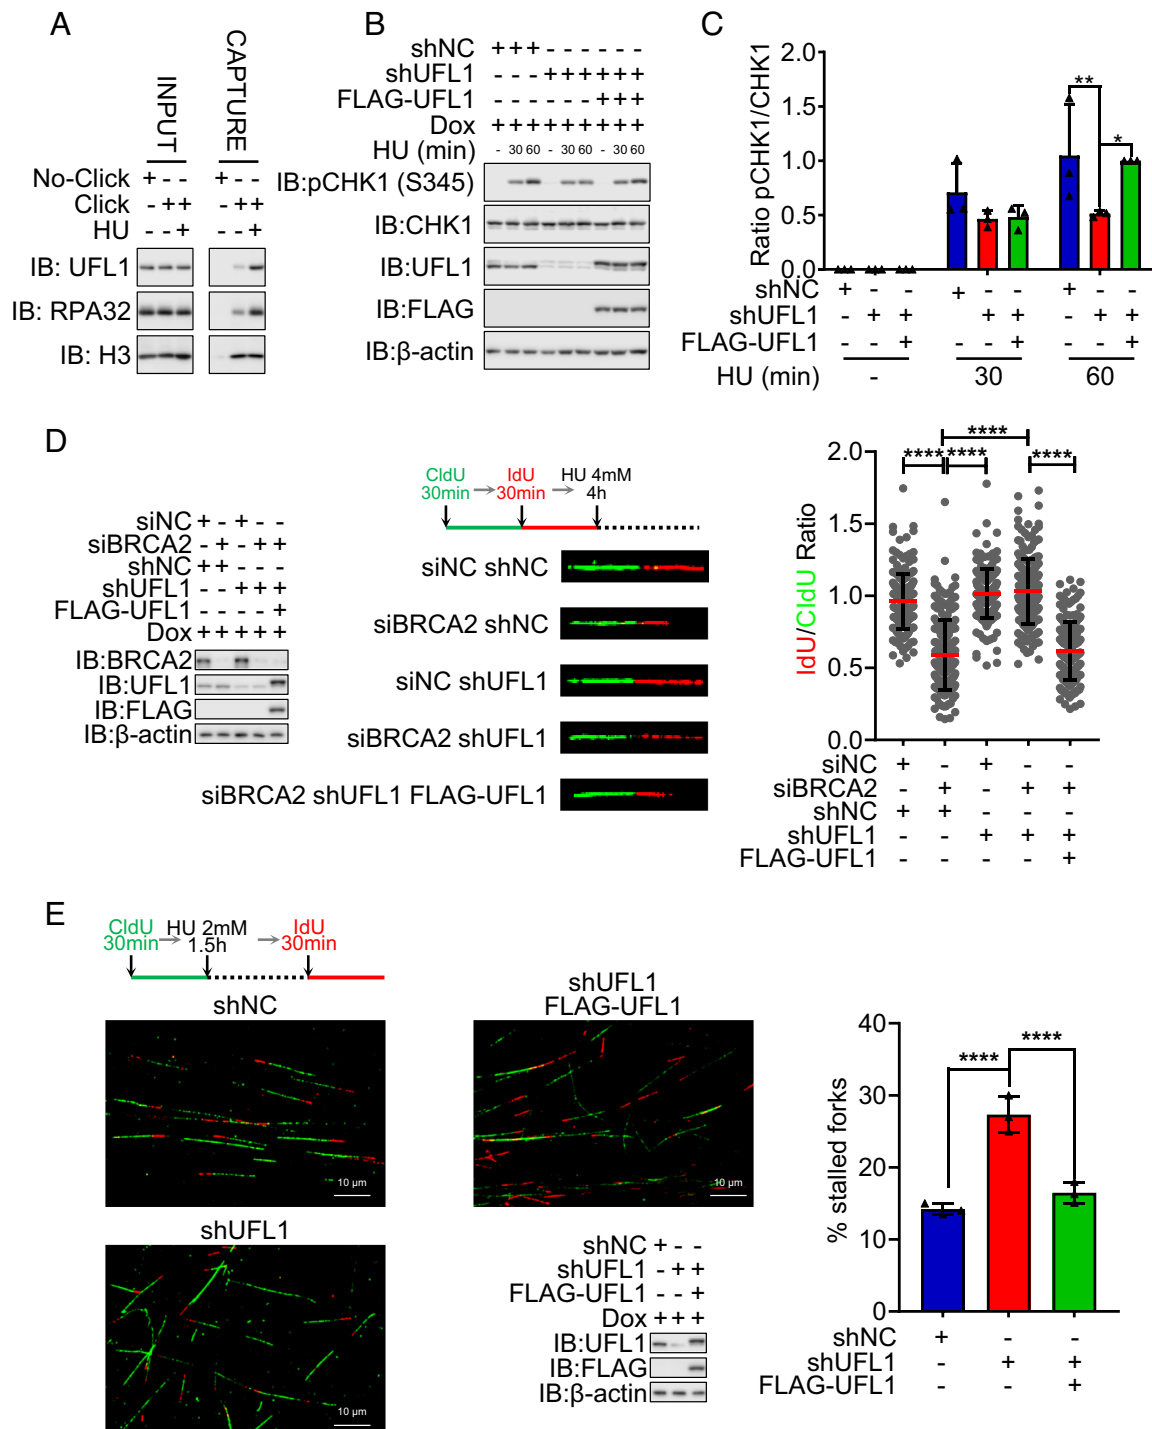 A
INPUT
CAPTURE
No-Click + - - + - -
Click - + + - + +
HU - - + - - +
IB: UFL1
IB: RPA32
IB: H3
B
shNC + + + - - - - - -
shUFL1 - - - + + + + + +
FLAG-UFL1 - - - - - - + + +
Dox + + + + + + + + +
HU (min) - 30 60 - 30 60 - 30 60
IB:pCHK1 (S345)
IB:CHK1
IB:UFL1
IB:FLAG
IB:β-actin
C
Ratio pCHK1/CHK1
2.0
1.5
1.0
0.5
0.0
**
*
shNC + - - + - - + - -
shUFL1 - + + - + + - + +
FLAG-UFL1 - - + - - + - - +
HU (min) - 30 60
D
siNC + - + - -
siBRCA2 - + - + +
shNC + + - - -
shUFL1 - - + + +
FLAG-UFL1 - - - - +
Dox + + + + +
IB:BRCA2
IB:UFL1
IB:FLAG
IB:β-actin
CldU IdU HU 4mM
30min 30min 4h
siNC shNC
siBRCA2 shNC
siNC shUFL1
siBRCA2 shUFL1
siBRCA2 shUFL1 FLAG-UFL1
IdU/CldU Ratio
2.0
1.5
1.0
0.5
0.0
****
**** **** ****
siNC + - + - -
siBRCA2 - + - + +
shNC + + - - -
shUFL1 - - + + +
FLAG-UFL1 - - - - +
E
CldU HU 2mM IdU
30min 1.5h 30min
shNC
10 µm
shUFL1
FLAG-UFL1
10 µm
shUFL1
10 µm
shNC + - -
shUFL1 - + +
FLAG-UFL1 - - +
Dox + + +
IB:UFL1
IB:FLAG
IB:β-actin
% stalled forks
40
30
20
10
0
**** ****
shNC + - -
shUFL1 - + +
FLAG-UFL1 - - +